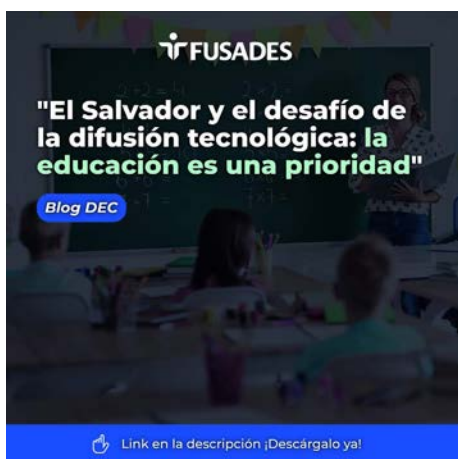 FUSADES
"El Salvador y el desafío de
la difusión tecnológica: la
educación es una prioridad"
Blog DEC
Link en la descripción ¡Descárgalo ya!